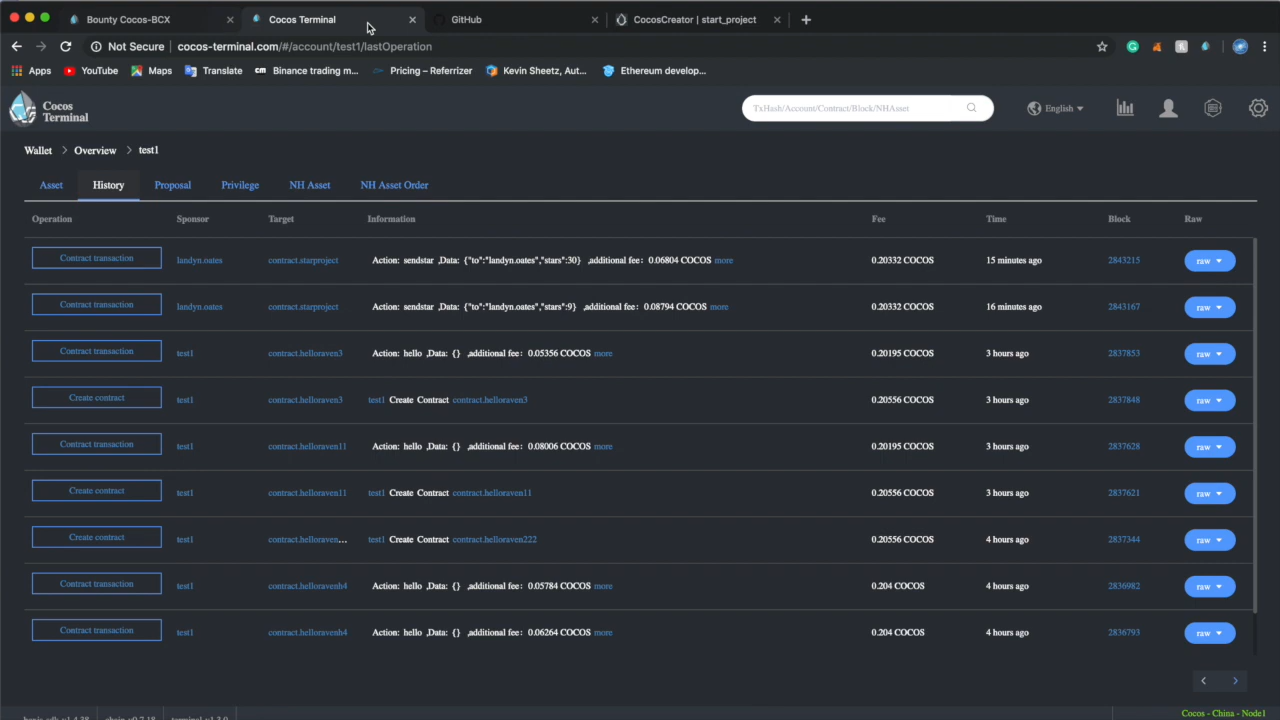 Bounty Cocos-BCX
Cocos Terminal
GitHub
CocosCreator | start_project
Not Secure | cocos-terminal.com/#/account/test1/lastOperation
Apps YouTube Maps Translate Binance trading m... Pricing – Referrizer Kevin Sheetz, Aut... Ethereum develop...
Cocos Terminal
TxHash/Account/Contract/Block/NHAsset
English
Wallet > Overview > test1
Asset History Proposal Privilege NH Asset NH Asset Order
Operation Sponsor Target Information Fee Time Block Raw
Contract transaction landyn.oates contract.starproject Action: sendstar ,Data: {"to":"landyn.oates","stars":30} ,additional fee: 0.06804 COCOS more 0.20332 COCOS 15 minutes ago 2843215 raw
Contract transaction landyn.oates contract.starproject Action: sendstar ,Data: {"to":"landyn.oates","stars":9} ,additional fee: 0.08794 COCOS more 0.20332 COCOS 16 minutes ago 2843167 raw
Contract transaction test1 contract.helloraven3 Action: hello ,Data: {} ,additional fee: 0.05356 COCOS more 0.20195 COCOS 3 hours ago 2837853 raw
Create contract test1 contract.helloraven3 test1 Create Contract contract.helloraven3 0.20556 COCOS 3 hours ago 2837848 raw
Contract transaction test1 contract.helloraven11 Action: hello ,Data: {} ,additional fee: 0.08006 COCOS more 0.20195 COCOS 3 hours ago 2837628 raw
Create contract test1 contract.helloraven11 test1 Create Contract contract.helloraven11 0.20556 COCOS 3 hours ago 2837621 raw
Create contract test1 contract.helloraven... test1 Create Contract contract.helloraven222 0.20556 COCOS 4 hours ago 2837344 raw
Contract transaction test1 contract.helloravenh4 Action: hello ,Data: {} ,additional fee: 0.05784 COCOS more 0.204 COCOS 4 hours ago 2836982 raw
Contract transaction test1 contract.helloravenh4 Action: hello ,Data: {} ,additional fee: 0.06264 COCOS more 0.204 COCOS 4 hours ago 2836793 raw
Cocos - China - Node1